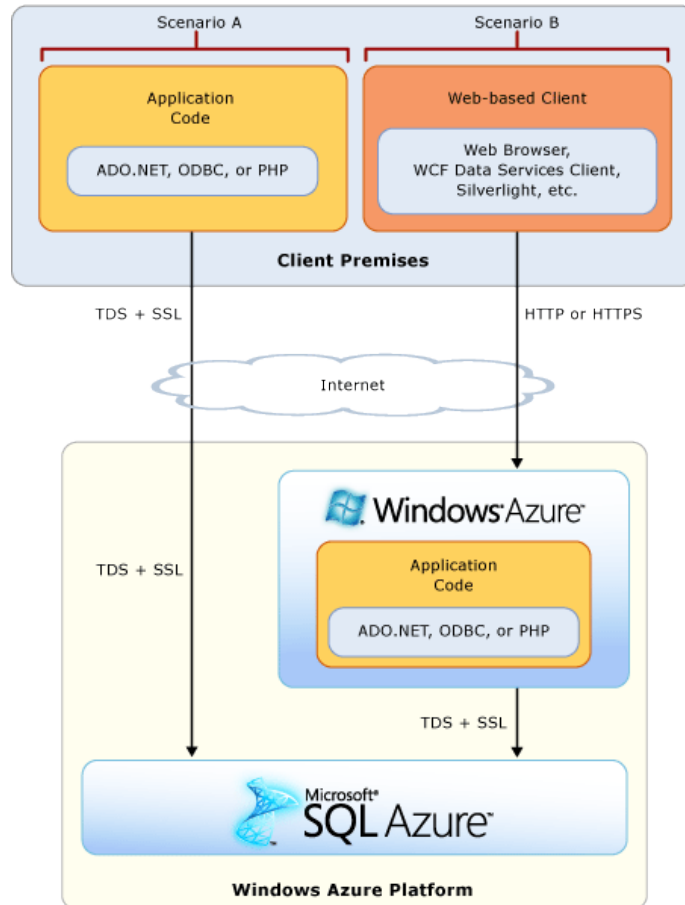 Scenario A
Scenario B
Application
Code
ADO.NET, ODBC, or PHP
Web-based Client
Web Browser,
WCF Data Services Client,
Silverlight, etc.
Client Premises
TDS + SSL
HTTP or HTTPS
Internet
Windows® Azure™
TDS + SSL
Application
Code
ADO.NET, ODBC, or PHP
TDS + SSL
Microsoft®
SQL Azure™
Windows Azure Platform